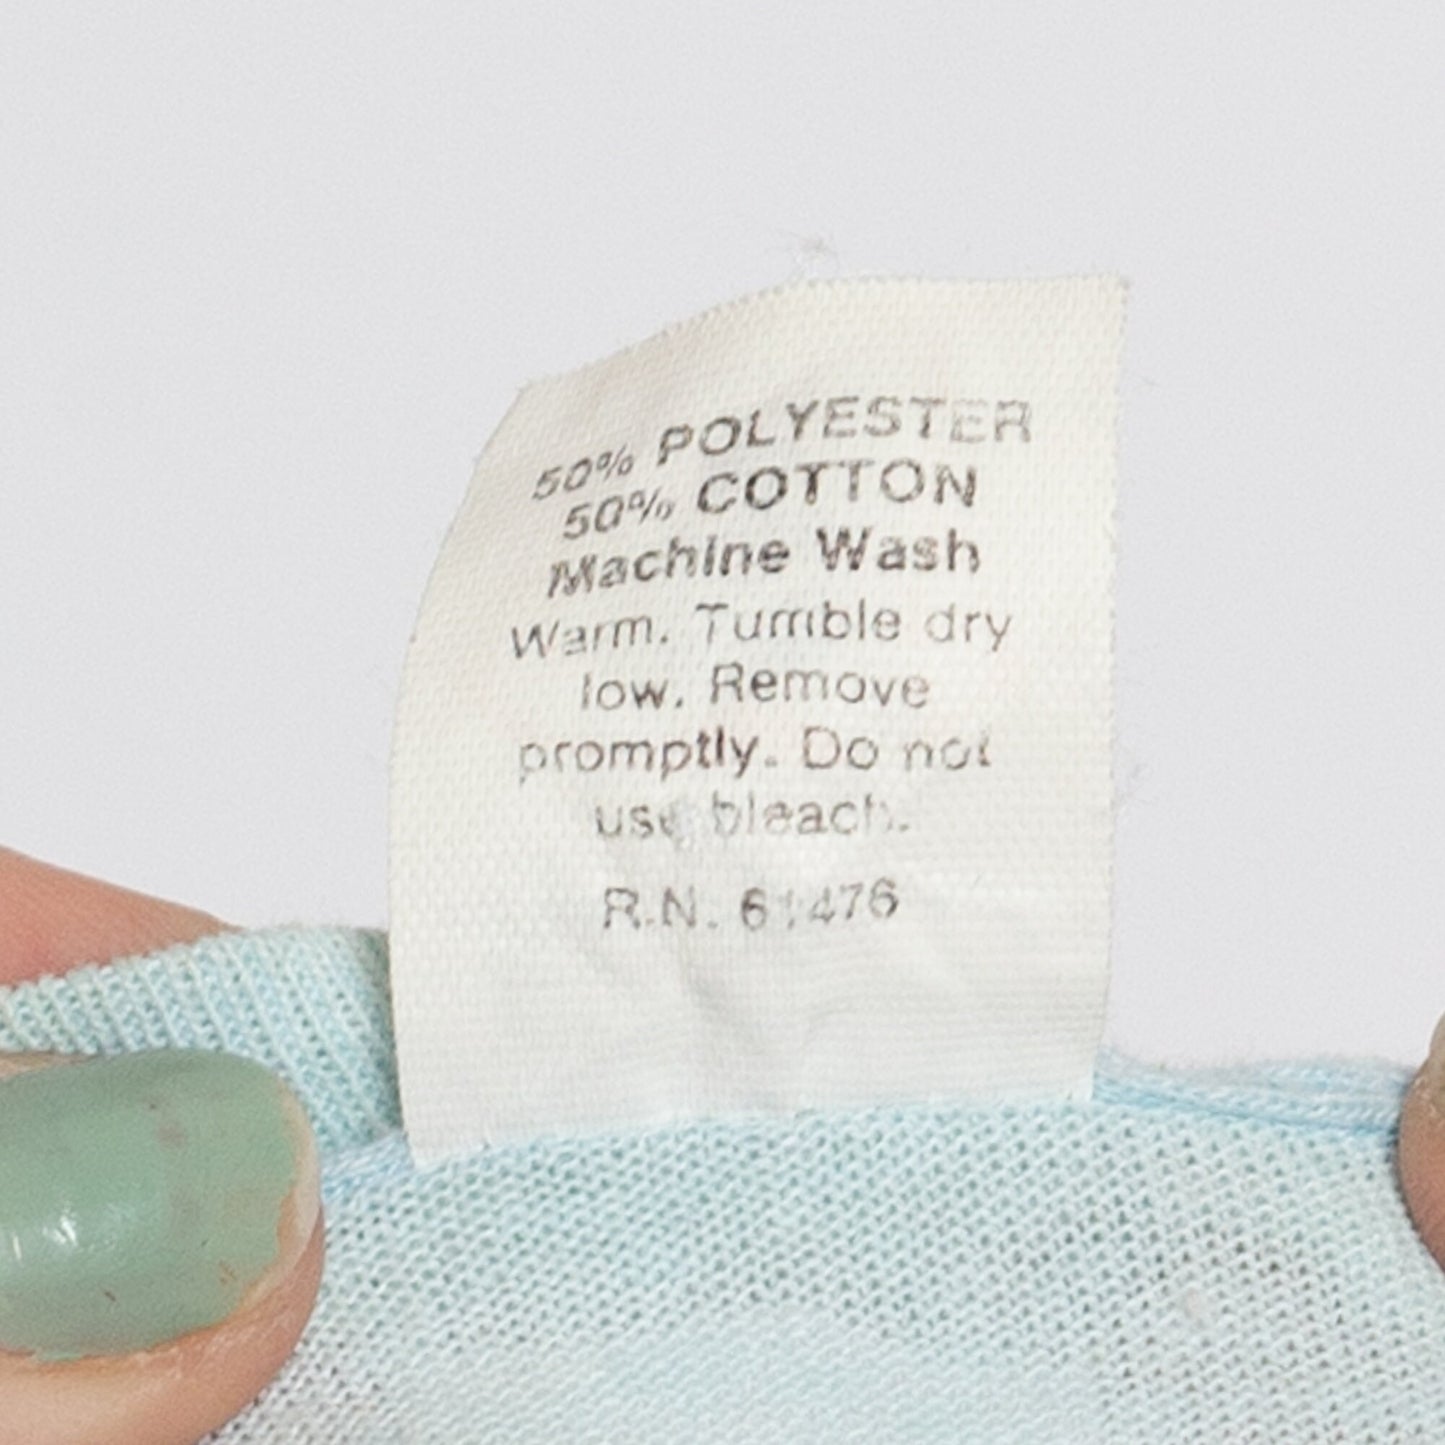 50% POLYESTER
50% COTTON
Machine Wash
Warm. Tumble dry
low. Remove
promptly. Do not
use bleach.
R.N. 61476